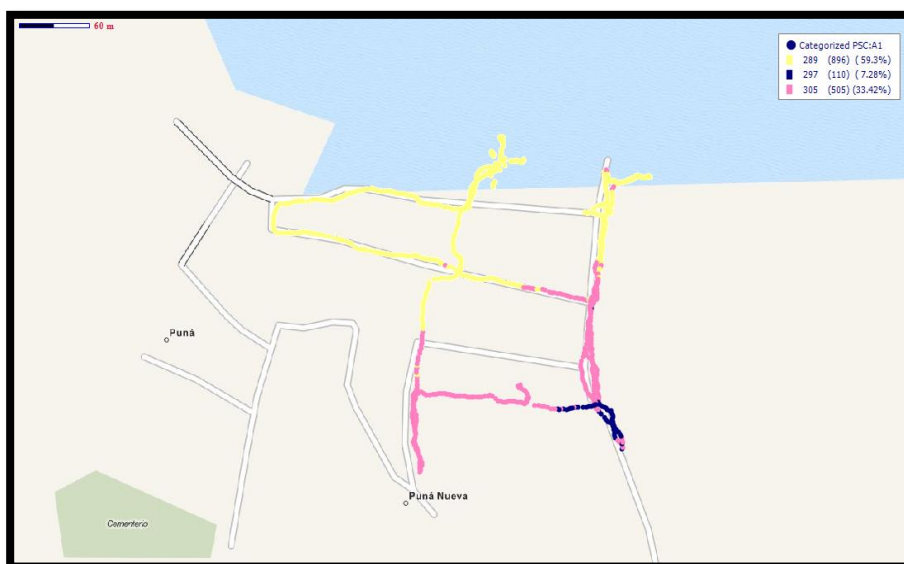 60 m
Categorized PSC:A1
289 (896) ( 59.3%)
297 (110) ( 7.28%)
305 (505) (33.42%)
Puná
Puná Nueva
Cementerio